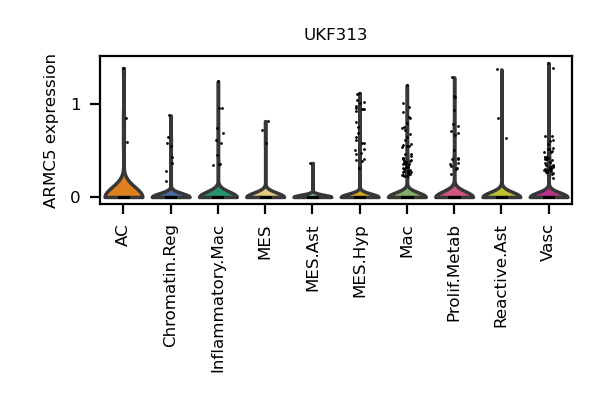 UKF313
ARMC5 expression
1
0
AC
Chromatin.Reg
Inflammatory.Mac
MES
MES.Ast
MES.Hyp
Mac
Prolif.Metab
Reactive.Ast
Vasc